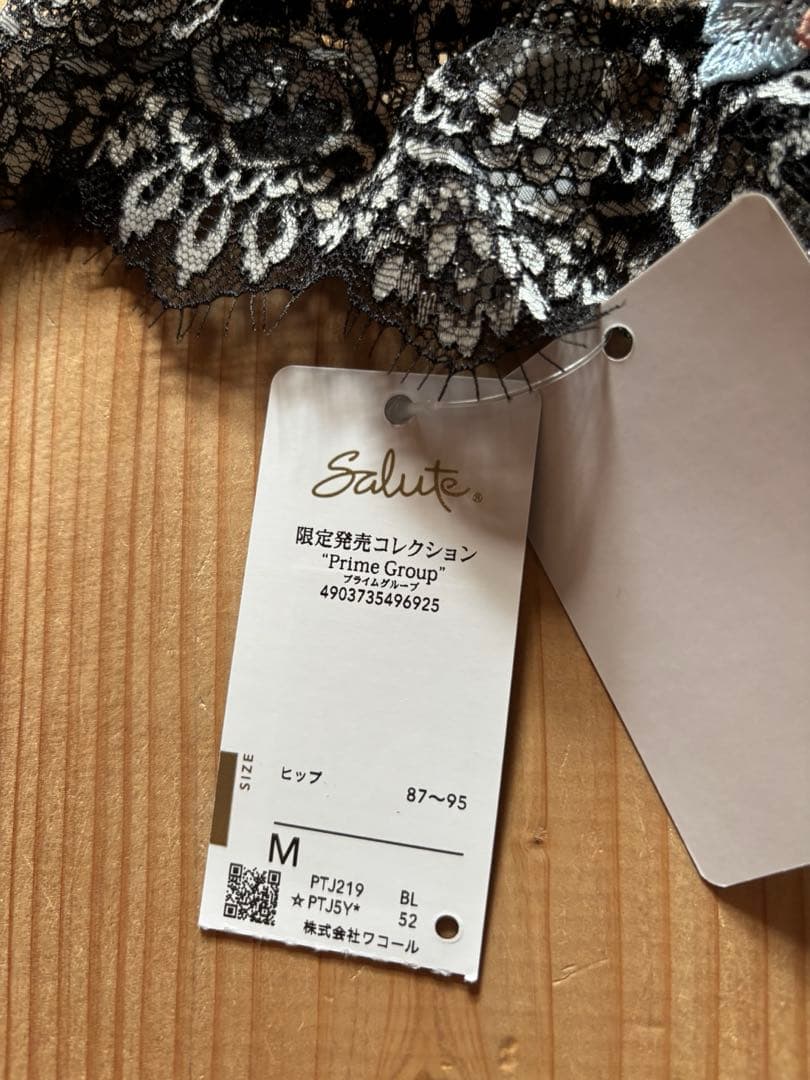 Salute®
限定発売コレクション
“Prime Group”
プライムグループ
4903735496925
SIZE
ヒップ 87～95
M
PTJ219 BL
☆PTJ5Y* 52
株式会社ワコール